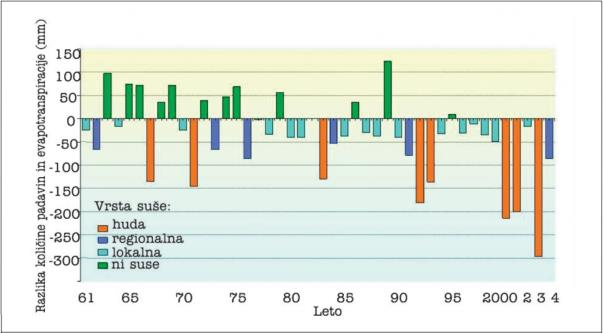 Razlika količine padavin in evapotranspiracije (mm)
150
100
50
0
-50
-100
-150
-200
-250
-300
Vrsta suše:
huda
regionalna
lokalna
ni suse
61 65 70 75 80 85 90 95 2000 2 3 4
Leto